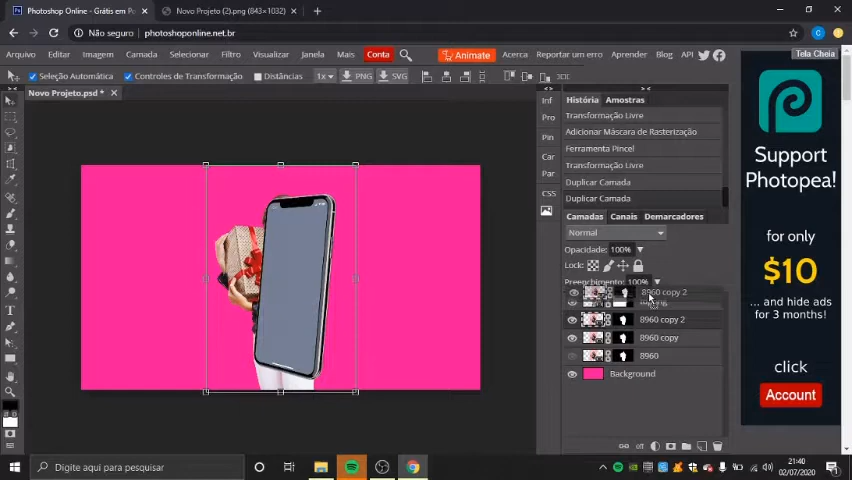 Photoshop Online - Grátis em Po
Novo Projeto (2).png (843×1032)
Não seguro
photoshoponline.net.br
Arquivo
Editar
Imagem
Camada
Selecionar
Filtro
Visualizar
Janela
Mais
Conta
Animate
Acerca
Reportar um erro
Aprender
Blog
API
Tela Cheia
Seleção Automática
Controles de Transformação
Distâncias
1x
PNG
SVG
Novo Projeto.psd *
Inf
Pro
Pin
Car
Par
CSS
História
Amostras
Transformação Livre
Adicionar Máscara de Rasterização
Ferramenta Pincel
Transformação Livre
Duplicar Camada
Duplicar Camada
Camadas
Canais
Demarcadores
Normal
Opacidade: 100%
Lock:
Preenchimento: 100%
8960 copy 2
8960 copy 2
8960 copy
8960
Background
Support
Photopea!
for only
$10
... and hide ads
for 3 months!
click
Account
Digite aqui para pesquisar
21:40
02/07/2020